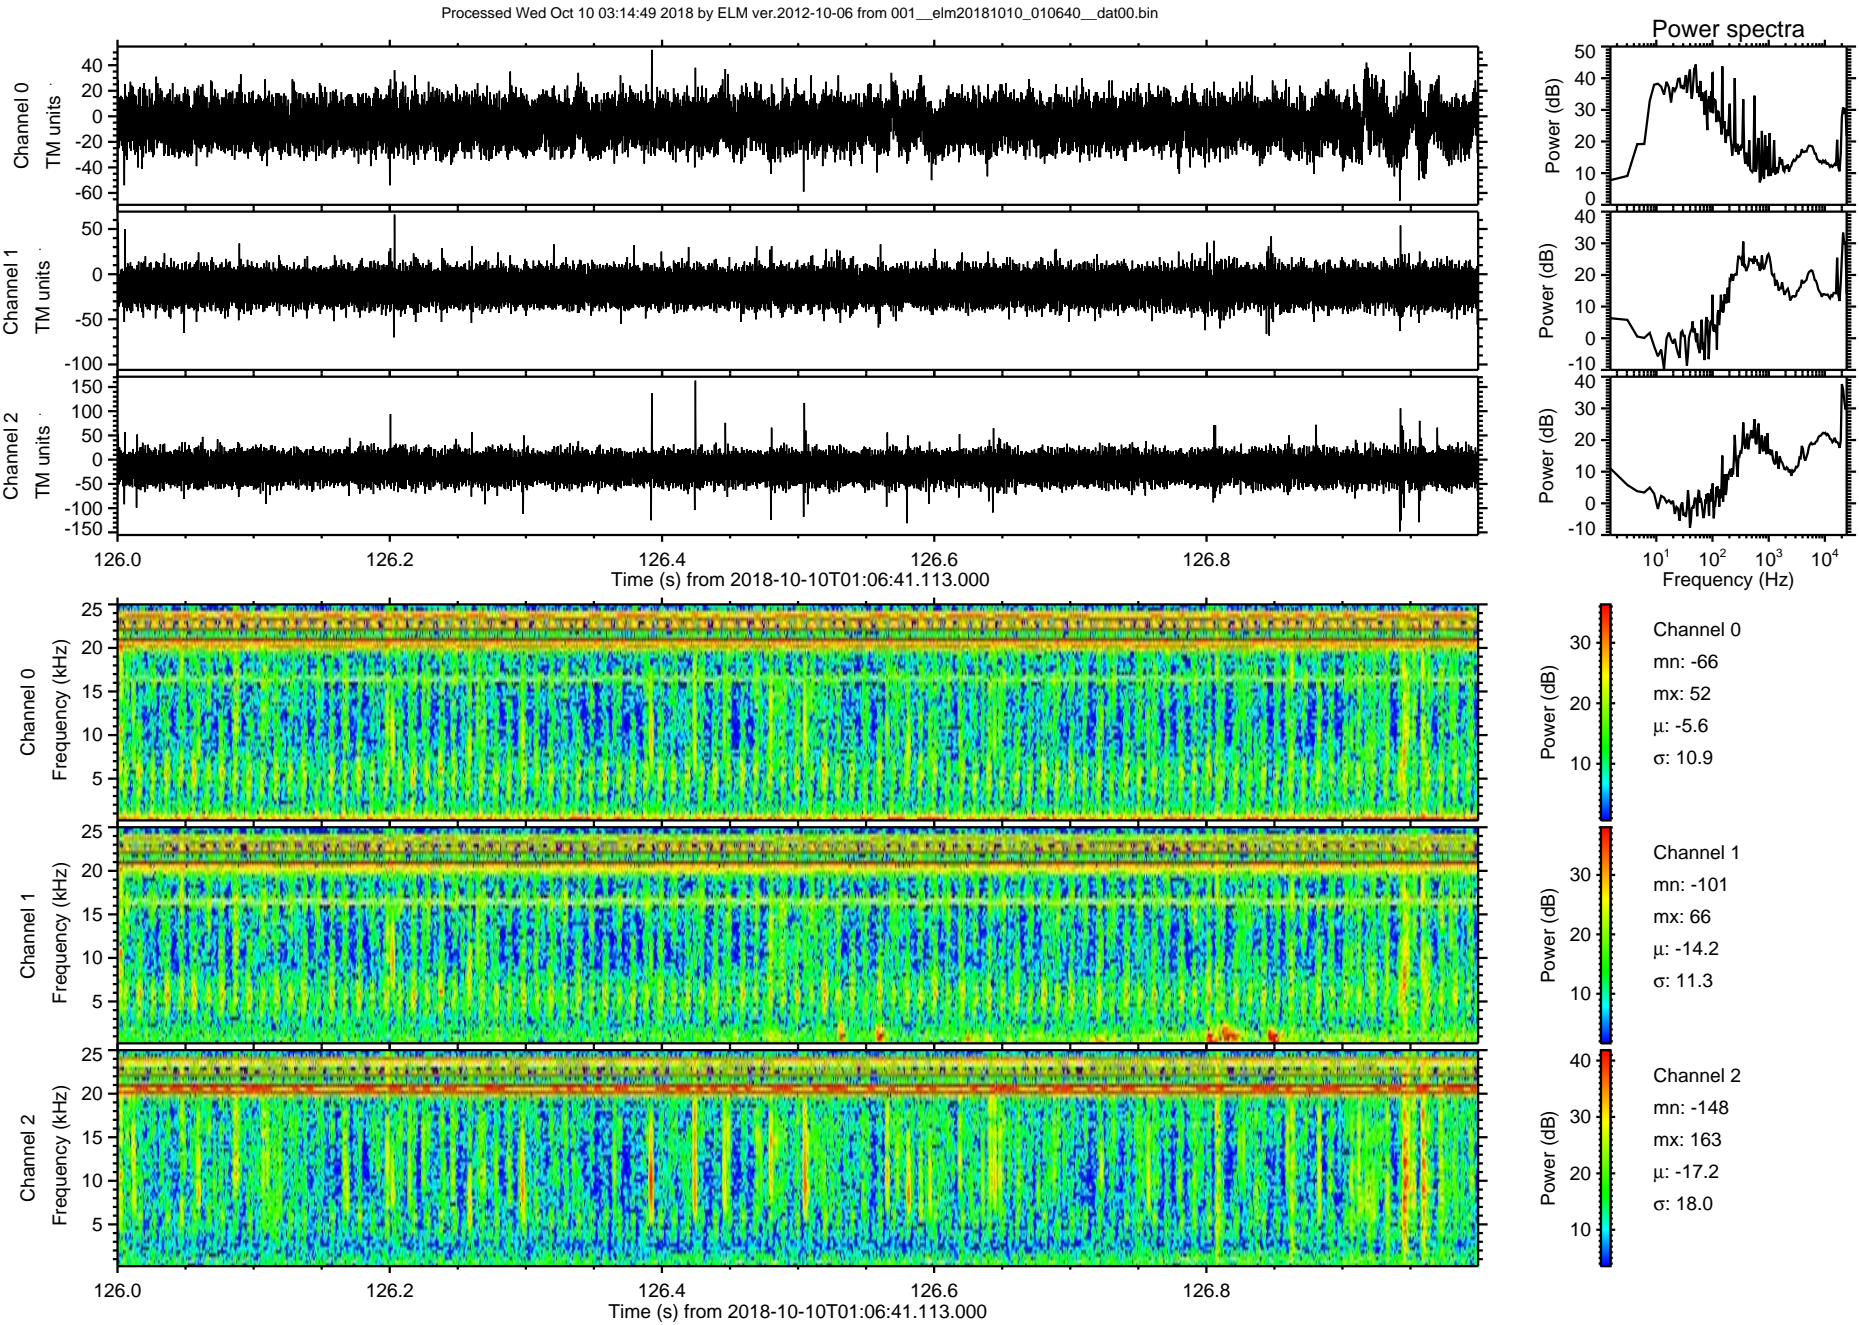 Processed Wed Oct 10 03:14:49 2018 by ELM ver.2012-10-06 from 001__elm20181010_010640__dat00.bin
Power spectra
Channel 0
TM units
40
20
0
-20
-40
-60
Power (dB)
50
40
30
20
10
0
Channel 1
TM units
50
0
-50
-100
Power (dB)
40
30
20
10
0
-10
Channel 2
TM units
150
100
50
0
-50
-100
-150
Power (dB)
40
30
20
10
0
-10
126.0 126.2 126.4 126.6 126.8
Time (s) from 2018-10-10T01:06:41.113.000
10¹ 10² 10³ 10⁴
Frequency (Hz)
Channel 0
Frequency (kHz)
25
20
15
10
5
Power (dB)
30
20
10
Channel 0
mn: -66
mx: 52
μ: -5.6
σ: 10.9
Channel 1
Frequency (kHz)
25
20
15
10
5
Power (dB)
30
20
10
Channel 1
mn: -101
mx: 66
μ: -14.2
σ: 11.3
Channel 2
Frequency (kHz)
25
20
15
10
5
Power (dB)
40
30
20
10
Channel 2
mn: -148
mx: 163
μ: -17.2
σ: 18.0
126.0 126.2 126.4 126.6 126.8
Time (s) from 2018-10-10T01:06:41.113.000